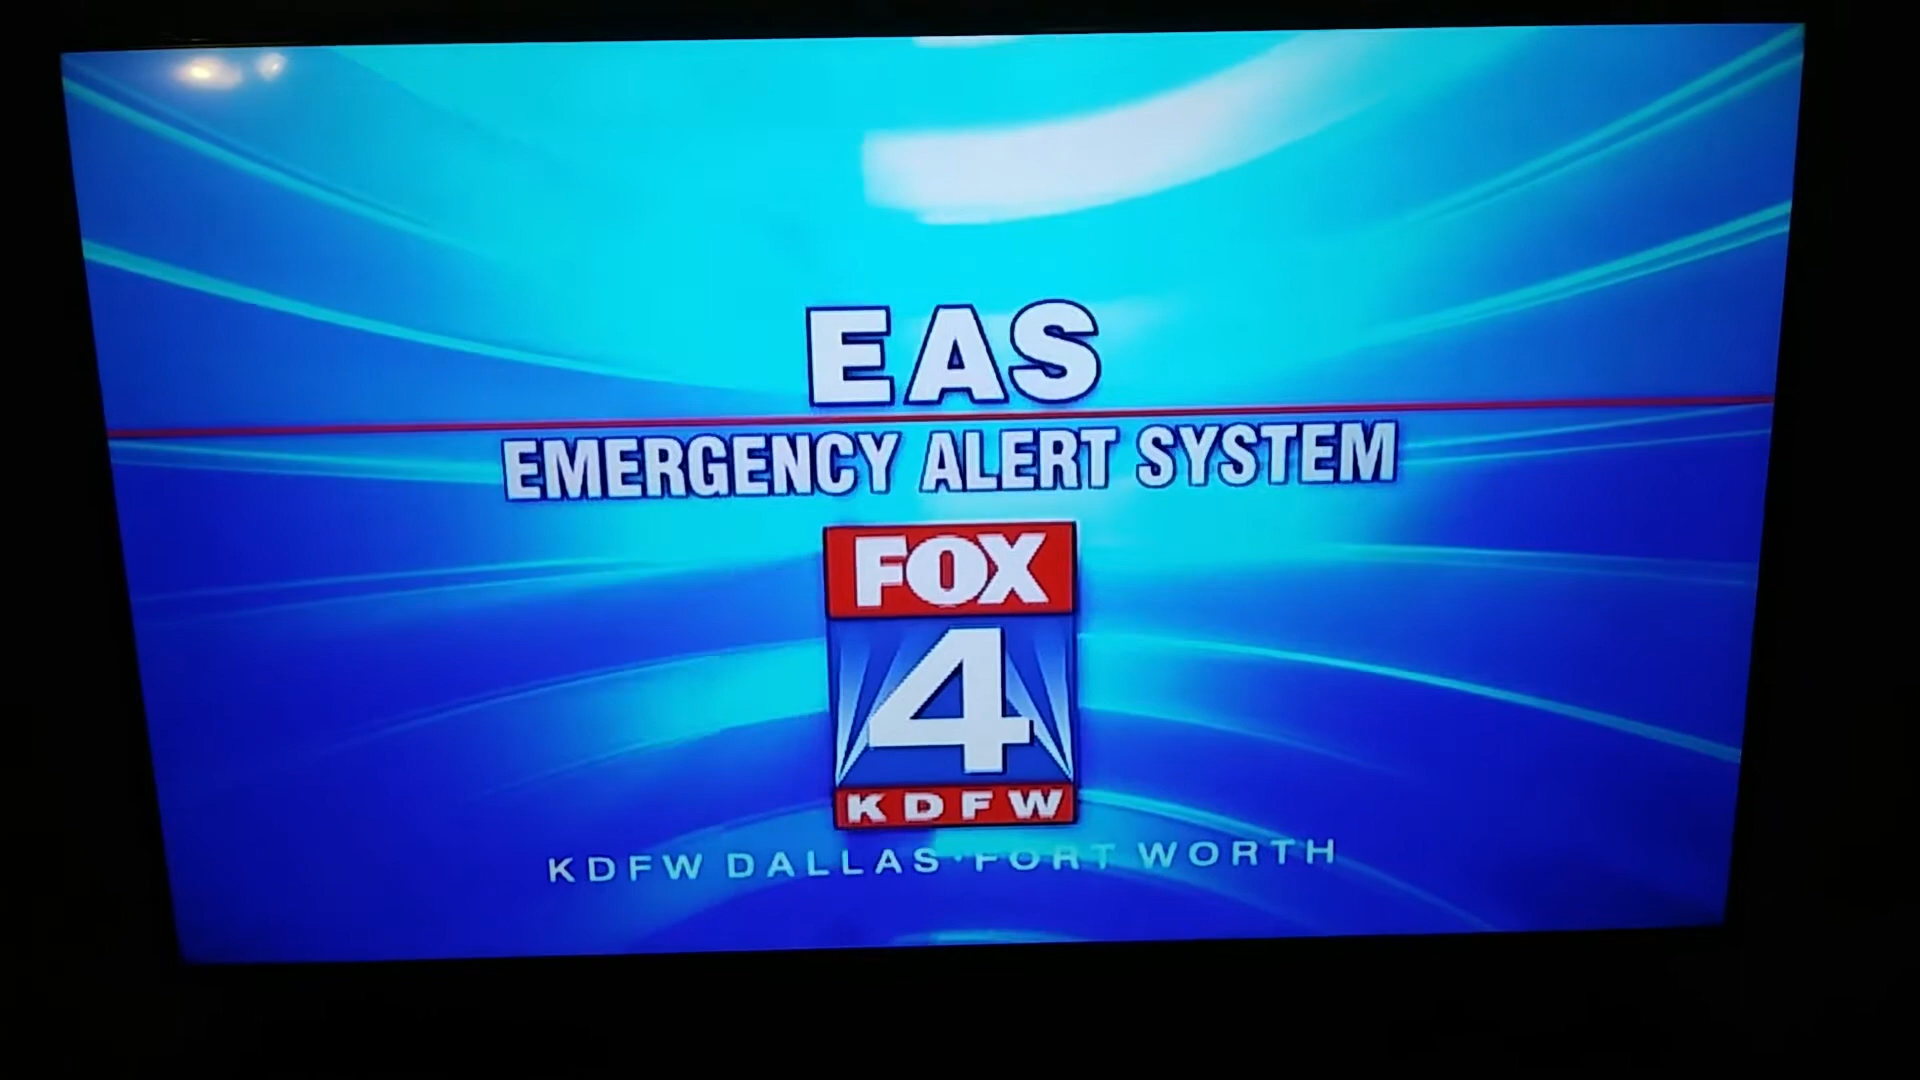 EAS
EMERGENCY ALERT SYSTEM
FOX
4
KDFW
KDFW DALLAS·FORT WORTH